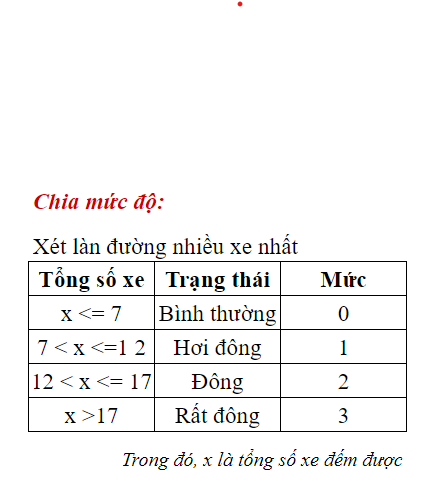 Chia mức độ:
Xét làn đường nhiều xe nhất
Tổng số xe Trạng thái Mức
x <= 7 Bình thường 0
7 < x <=1 2 Hơi đông 1
12 < x <= 17 Đông 2
x >17 Rất đông 3
Trong đó, x là tổng số xe đếm được